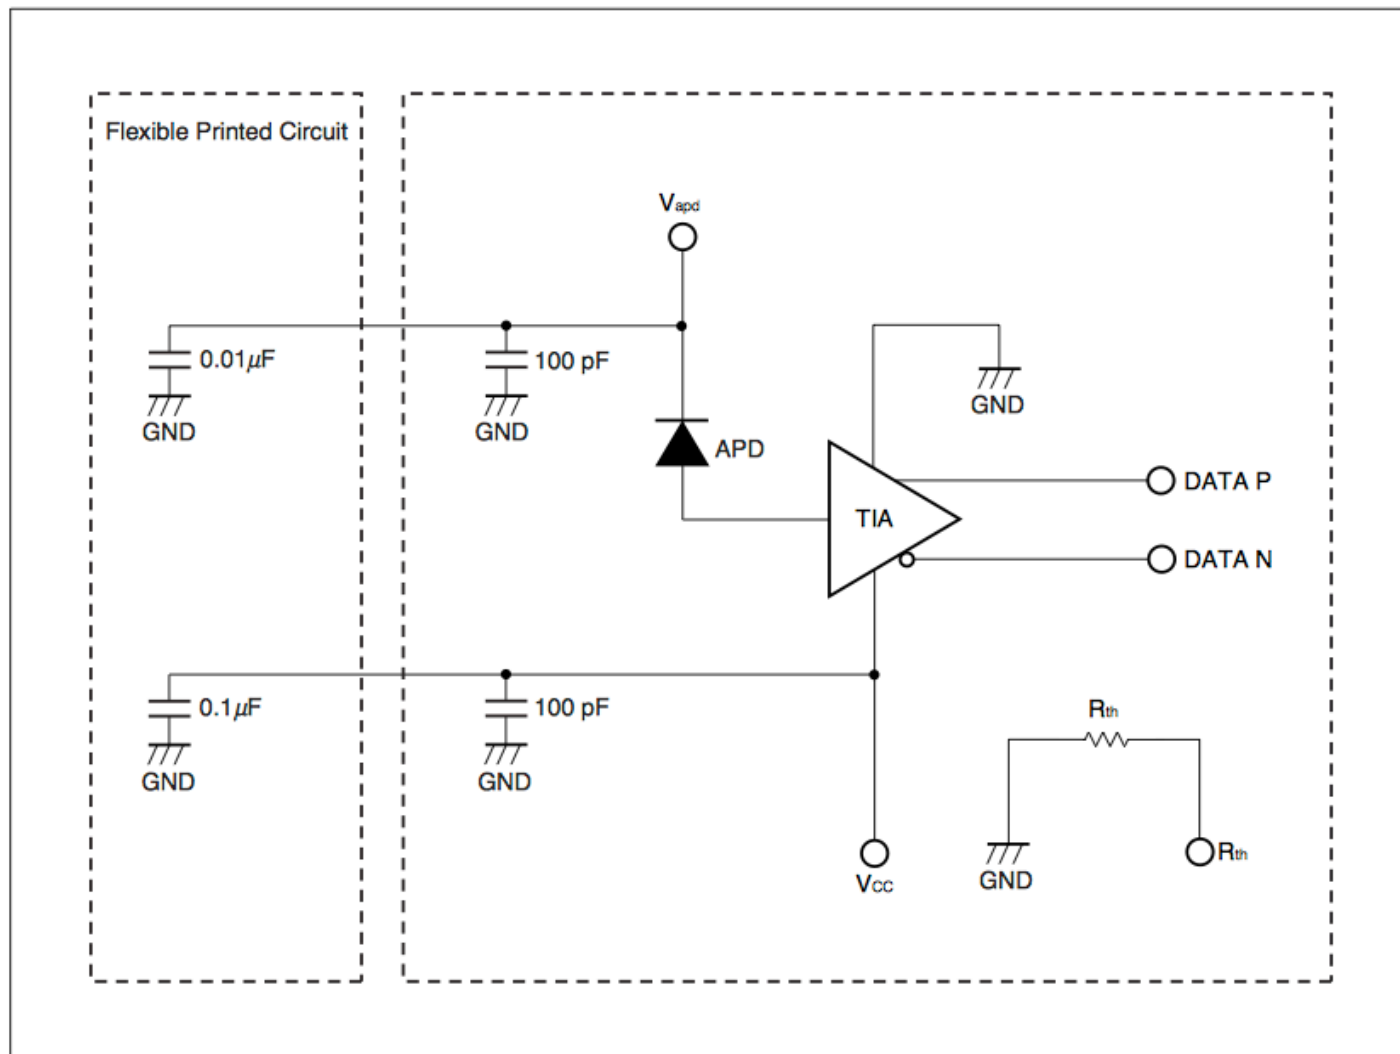 Flexible Printed Circuit
Vapd
0.01μF
100 pF
GND
GND
APD
GND
TIA
DATA P
DATA N
0.1μF
100 pF
GND
GND
Rth
VCC
GND
Rth